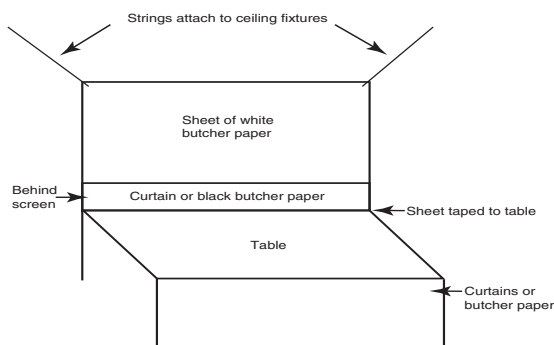 Strings attach to ceiling fixtures
Sheet of white
butcher paper
Behind
screen
Curtain or black butcher paper
Sheet taped to table
Table
Curtains or
butcher paper